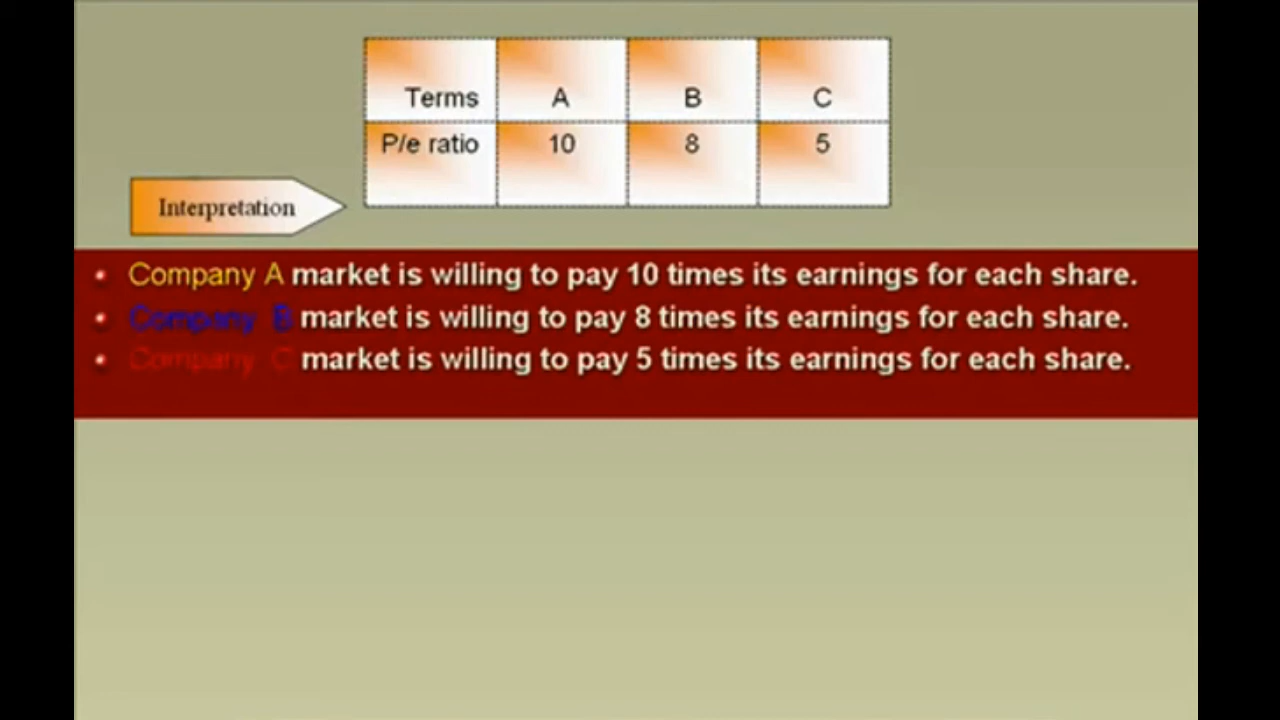 Terms A B C
P/e ratio 10 8 5
Interpretation
• Company A market is willing to pay 10 times its earnings for each share.
• Company B market is willing to pay 8 times its earnings for each share.
• Company C market is willing to pay 5 times its earnings for each share.